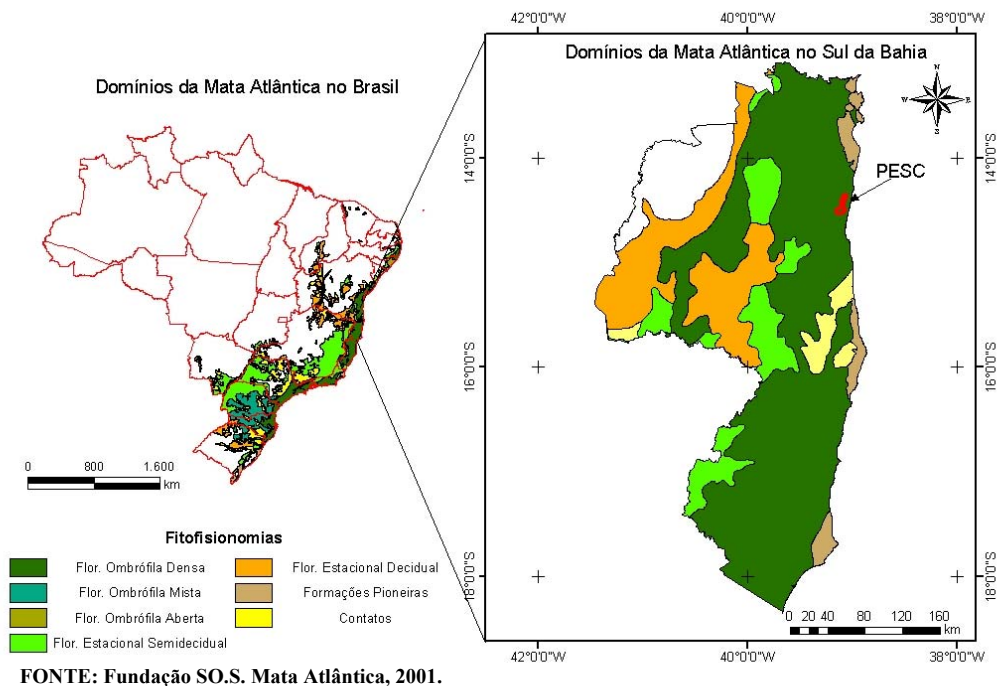 Domínios da Mata Atlântica no Brasil
0 800 1.600
km
Fitofisionomias
Flor. Ombrófila Densa
Flor. Estacional Decidual
Flor. Ombrófila Mista
Formações Pioneiras
Flor. Ombrófila Aberta
Contatos
Flor. Estacional Semidecidual
42°0'0"W 40°0'0"W 38°0'0"W
Domínios da Mata Atlântica no Sul da Bahia
N
W E
S
14°0'0"S 14°0'0"S
PESC
16°0'0"S 16°0'0"S
18°0'0"S 18°0'0"S
0 20 40 80 120 160
km
42°0'0"W 40°0'0"W 38°0'0"W
FONTE: Fundação SO.S. Mata Atlântica, 2001.